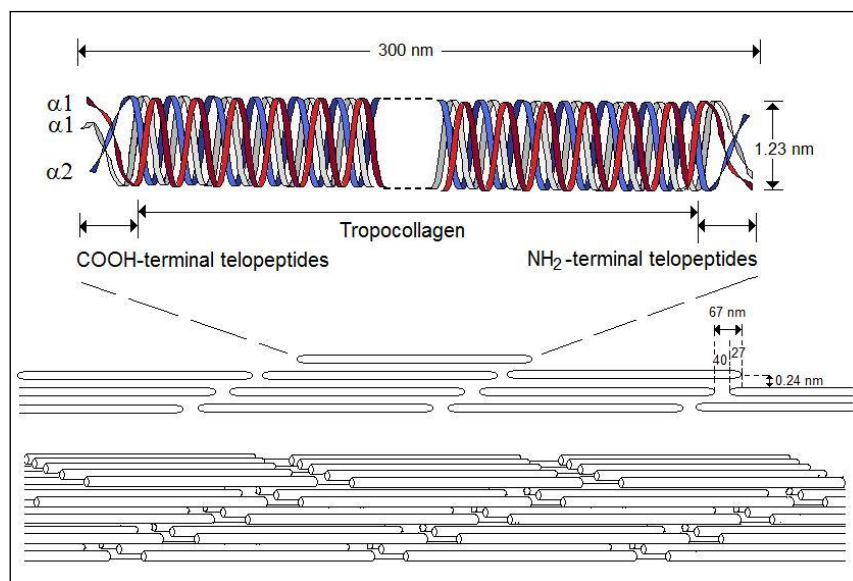 300 nm
α1
α1
α2
1.23 nm
Tropocollagen
COOH-terminal telopeptides
NH2-terminal telopeptides
67 nm
40
27
0.24 nm